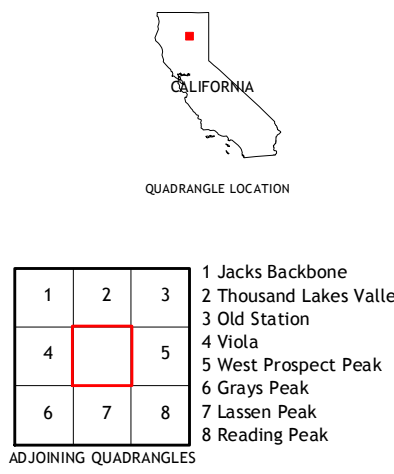 CALIFORNIA
QUADRANGLE LOCATION
1 2 3
4 5
6 7 8
1 Jacks Backbone
2 Thousand Lakes Valle
3 Old Station
4 Viola
5 West Prospect Peak
6 Grays Peak
7 Lassen Peak
8 Reading Peak
ADJOINING QUADRANGLES